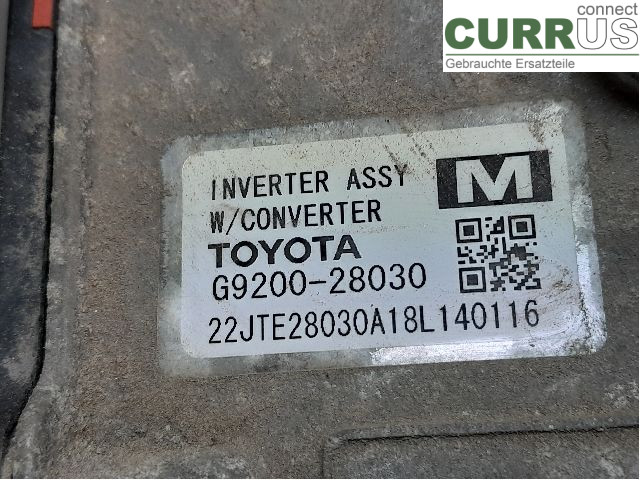 connect
CURRUS
Gebrauchte Ersatzteile
INVERTER ASSY
M
W/CONVERTER
TOYOTA
G9200-28030
22JTE28030A18L140116